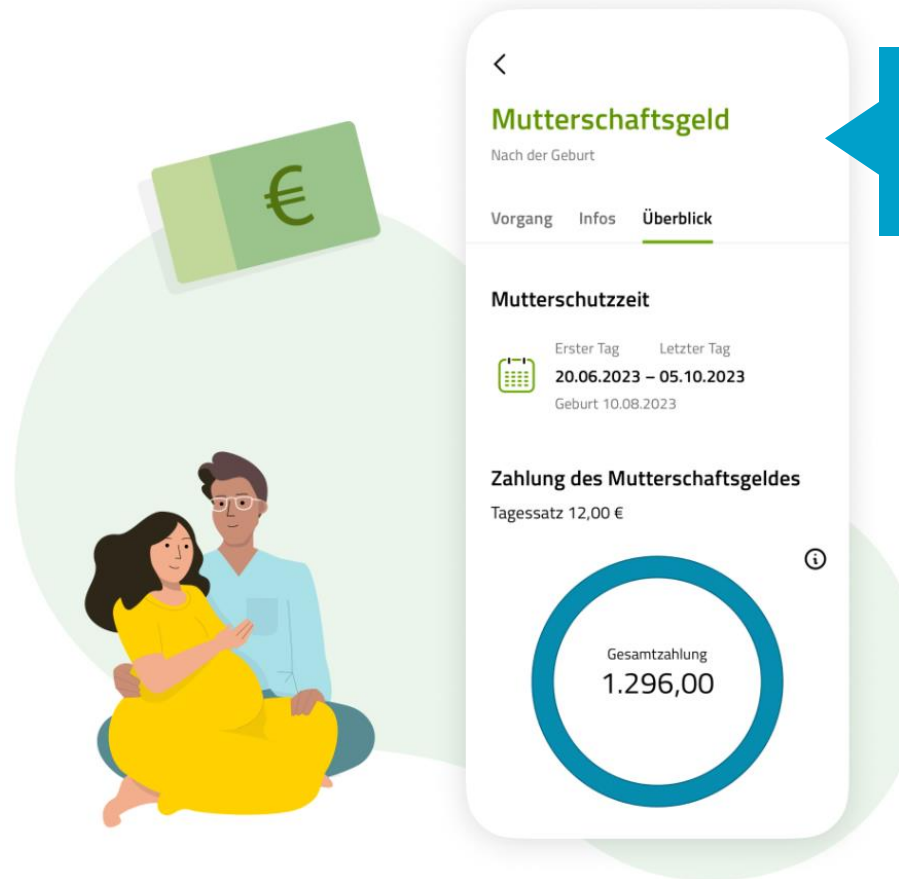 €
Mutterschaftsgeld
Nach der Geburt
Vorgang Infos Überblick
Mutterschutzzeit
Erster Tag Letzter Tag
20.06.2023 – 05.10.2023
Geburt 10.08.2023
Zahlung des Mutterschaftsgeldes
Tagessatz 12,00 €
Gesamtzahlung
1.296,00